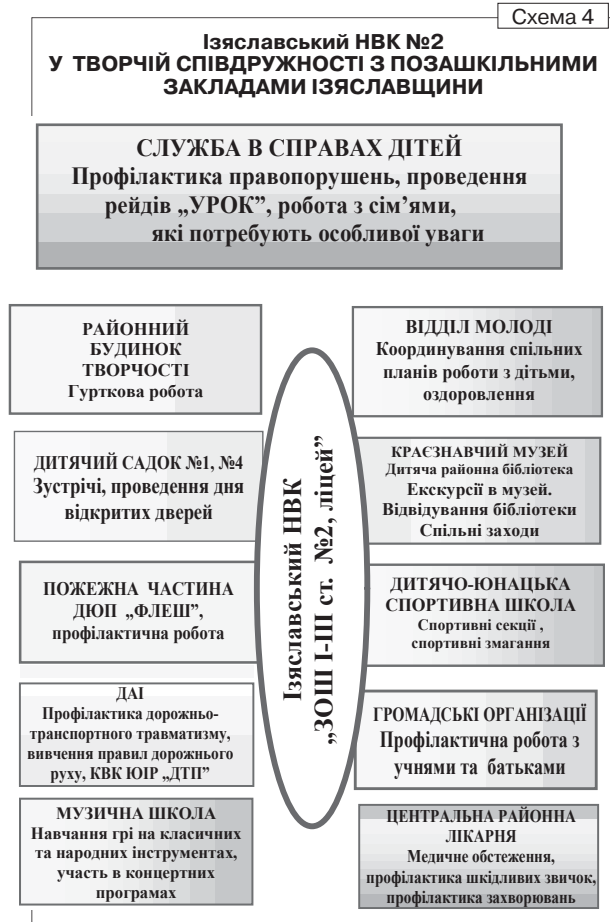 Схема 4
Ізяславський НВК №2
У ТВОРЧІЙ СПІВДРУЖНОСТІ З ПОЗАШКІЛЬНИМИ
ЗАКЛАДАМИ ІЗЯСЛАВЩИНИ
СЛУЖБА В СПРАВАХ ДІТЕЙ
Профілактика правопорушень, проведення
рейдів „УРОК”, робота з сім’ями,
які потребують особливої уваги
РАЙОННИЙ
БУДИНОК
ТВОРЧОСТІ
Гурткова робота
ДИТЯЧИЙ САДОК №1, №4
Зустрічі, проведення дня
відкритих дверей
ПОЖЕЖНА ЧАСТИНА
ДЮП „ФЛЕШ”,
профілактична робота
ДАІ
Профілактика дорожньо-
транспортного травматизму,
вивчення правил дорожнього
руху, КВК ЮІР „ДТП”
МУЗИЧНА ШКОЛА
Навчання грі на класичних
та народних інструментах,
участь в концертних
програмах
Ізяславський НВК
„ЗОШ І-ІІІ ст. №2, ліцей”
ВІДДІЛ МОЛОДІ
Координування спільних
планів роботи з дітьми,
оздоровлення
КРАЄЗНАВЧИЙ МУЗЕЙ
Дитяча районна бібліотека
Екскурсії в музей.
Відвідування бібліотеки
Спільні заходи
ДИТЯЧО-ЮНАЦЬКА
СПОРТИВНА ШКОЛА
Спортивні секції ,
спортивні змагання
ГРОМАДСЬКІ ОРГАНІЗАЦІЇ
Профілактична робота з
учнями та батьками
ЦЕНТРАЛЬНА РАЙОННА
ЛІКАРНЯ
Медичне обстеження,
профілактика шкідливих звичок,
профілактика захворювань